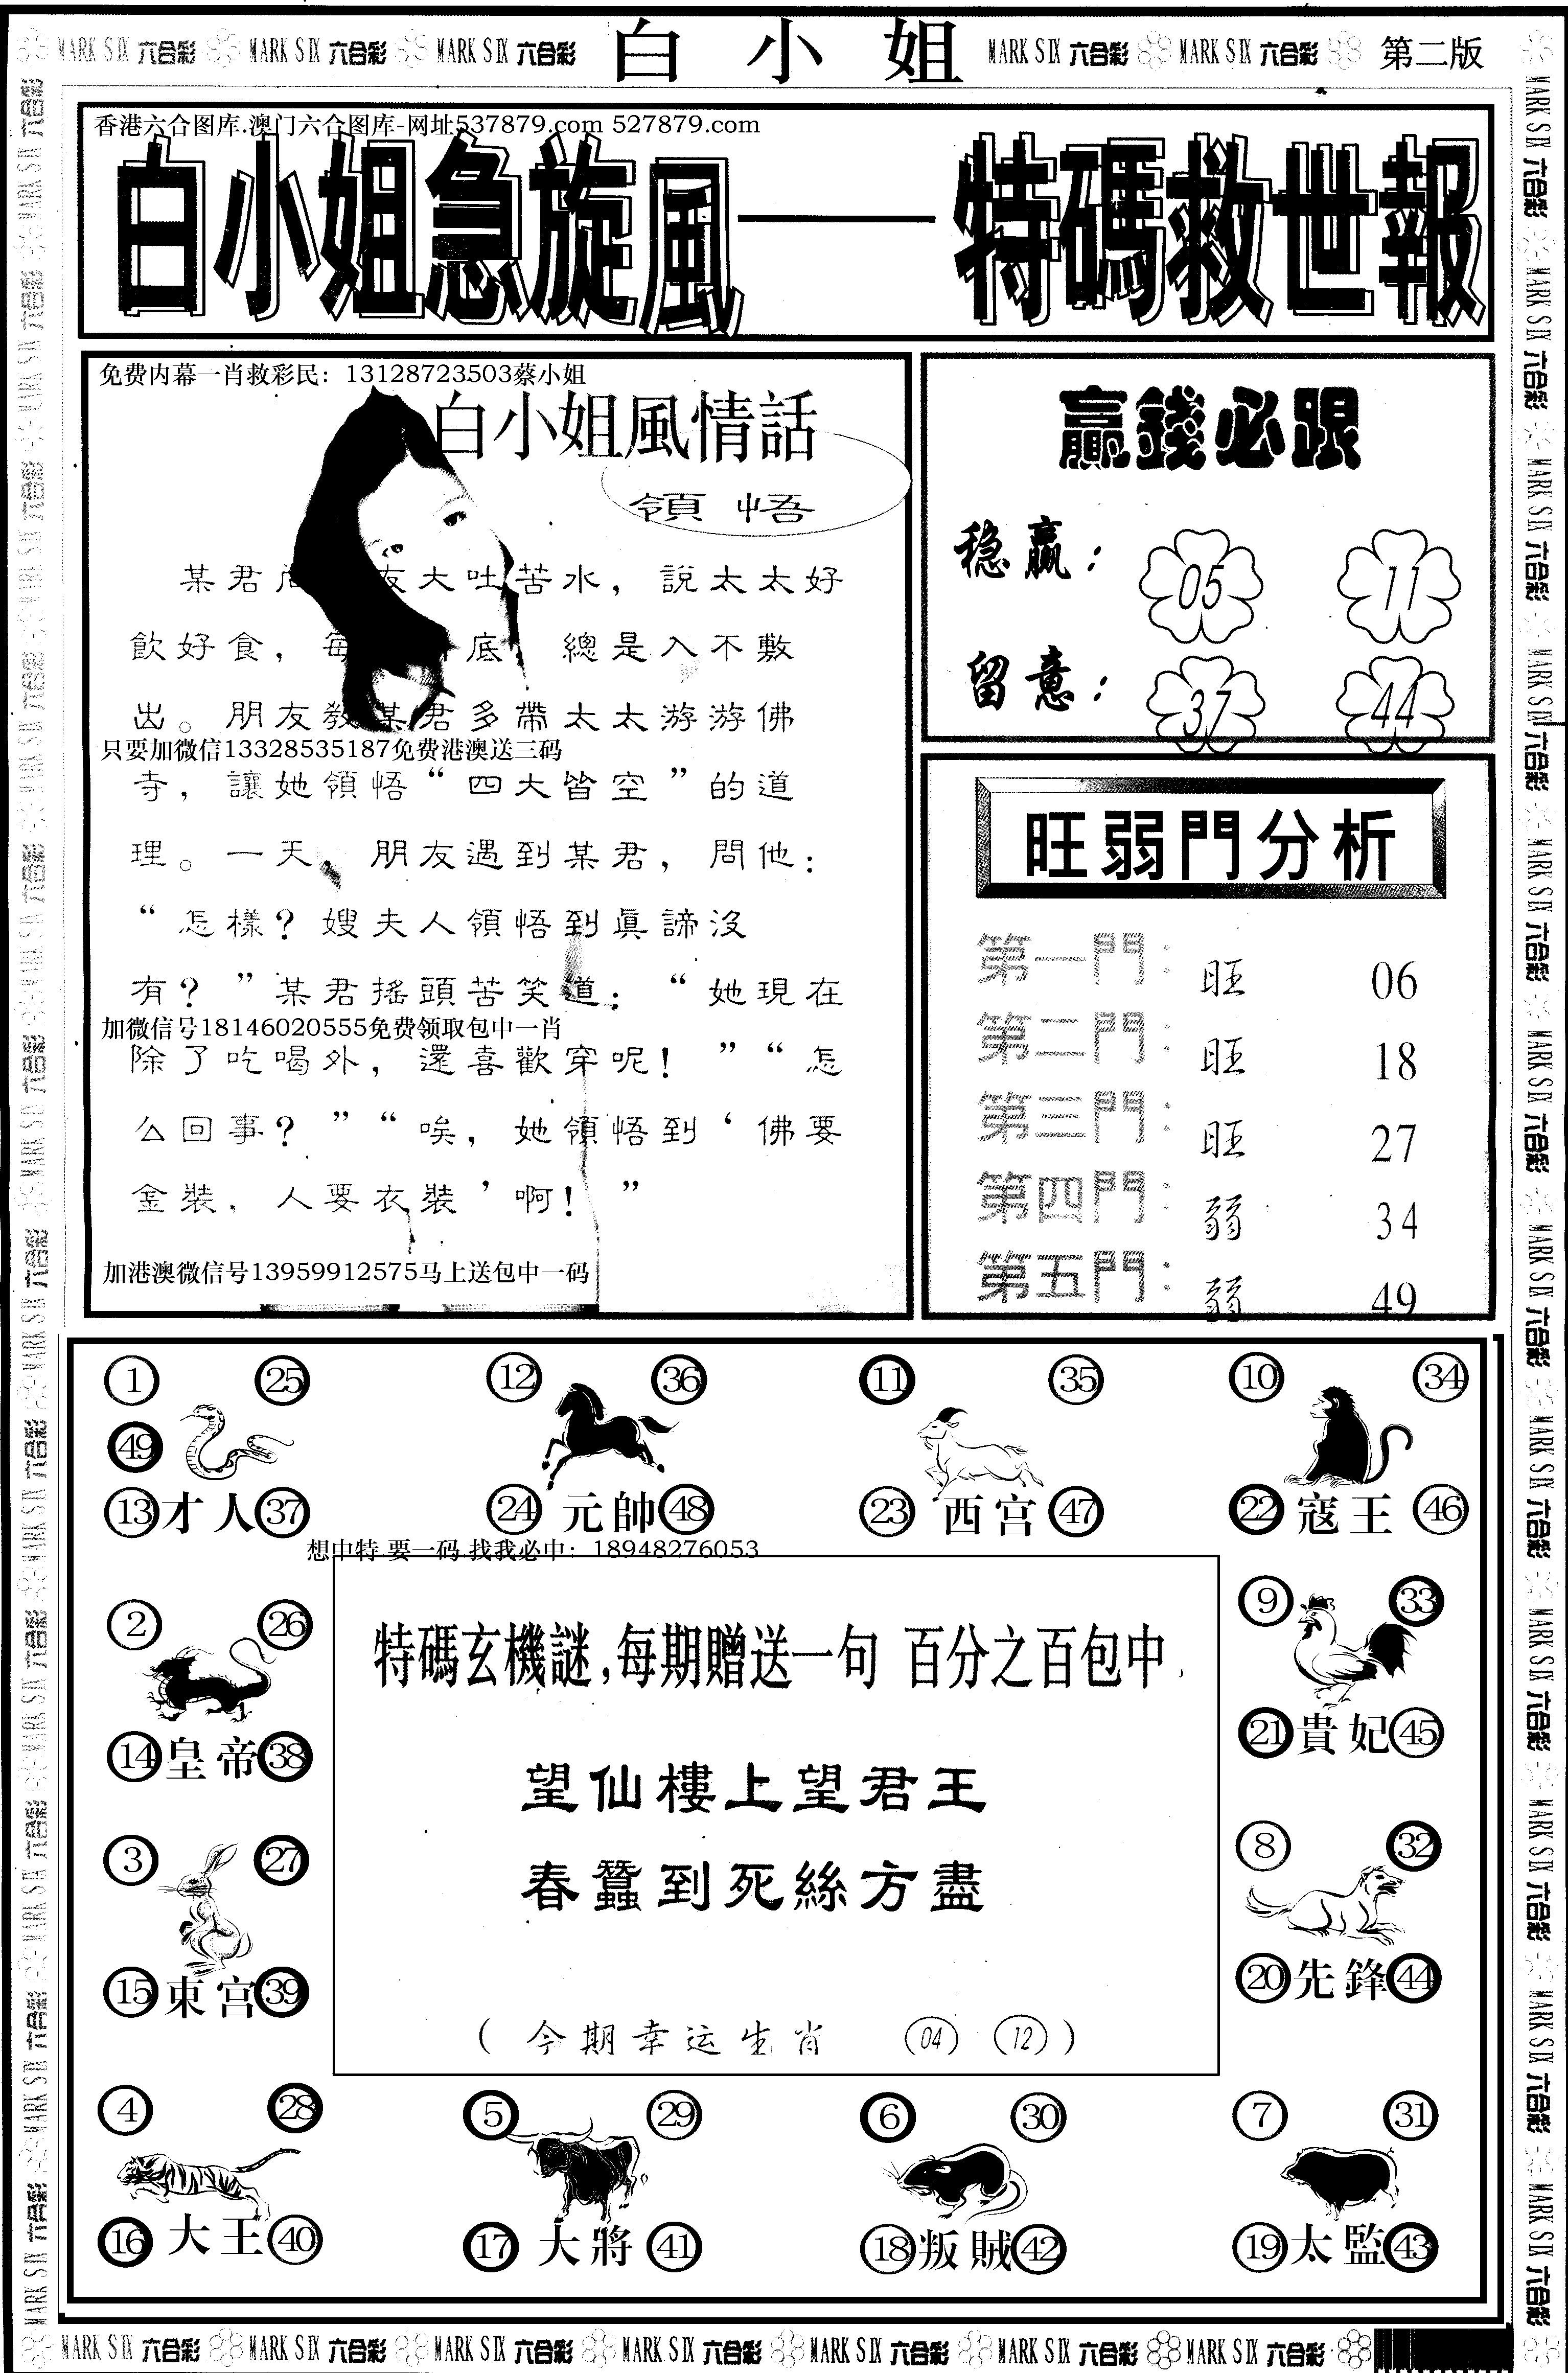 MARK SIX 六合彩 MARK SIX 六合彩 MARK SIX 六合彩 白小姐 MARK SIX 六合彩 MARK SIX 六合彩 第二版
香港六合图库.澳门六合图库-网址537879.com 527879.com
白小姐急旋風——特碼救世報
免费内幕一肖救彩民：13128723503蔡小姐
白小姐風情話
領悟
某君 友大吐苦水，說太太好
飲好食，每 底 總是入不敷
出。朋友教某君多帶太太游游佛
只要加微信13328535187免费港澳送三码
寺，讓她領悟“四大皆空”的道
理。一天，朋友遇到某君，問他：
“怎樣？嫂夫人領悟到眞諦沒
有？”某君搖頭苦笑道：“她現在
加微信号18146020555免费领取包中一肖
除了吃喝外，還喜歡穿呢！”“怎
么回事？”“唉，她領悟到‘佛要
金裝，人要衣裝’啊！”
加港澳微信号13959912575马上送包中一码
贏錢必跟
稳贏： 05 11
留意： 37 44
旺弱門分析
第一門： 旺 06
第二門： 旺 18
第三門： 旺 27
第四門： 弱 34
第五門： 弱 49
1 25
49
13 才人 37
12 36
24 元帥 48
11 35
23 西宫 47
10 34
22 寇王 46
想中特.要一码.找我必中：18948276053
2 26
14 皇帝 38
3 27
15 東宫 39
特碼玄機謎，每期贈送一句 百分之百包中
望仙樓上望君王
春蠶到死絲方盡
（今期幸运生肖 04 12）
9 33
21 貴妃 45
8 32
20 先鋒 44
4 28
16 大王 40
5 29
17 大將 41
6 30
18 叛賊 42
7 31
19 太監 43
MARK SIX 六合彩 MARK SIX 六合彩 MARK SIX 六合彩 MARK SIX 六合彩 MARK SIX 六合彩 MARK SIX 六合彩 MARK SIX 六合彩